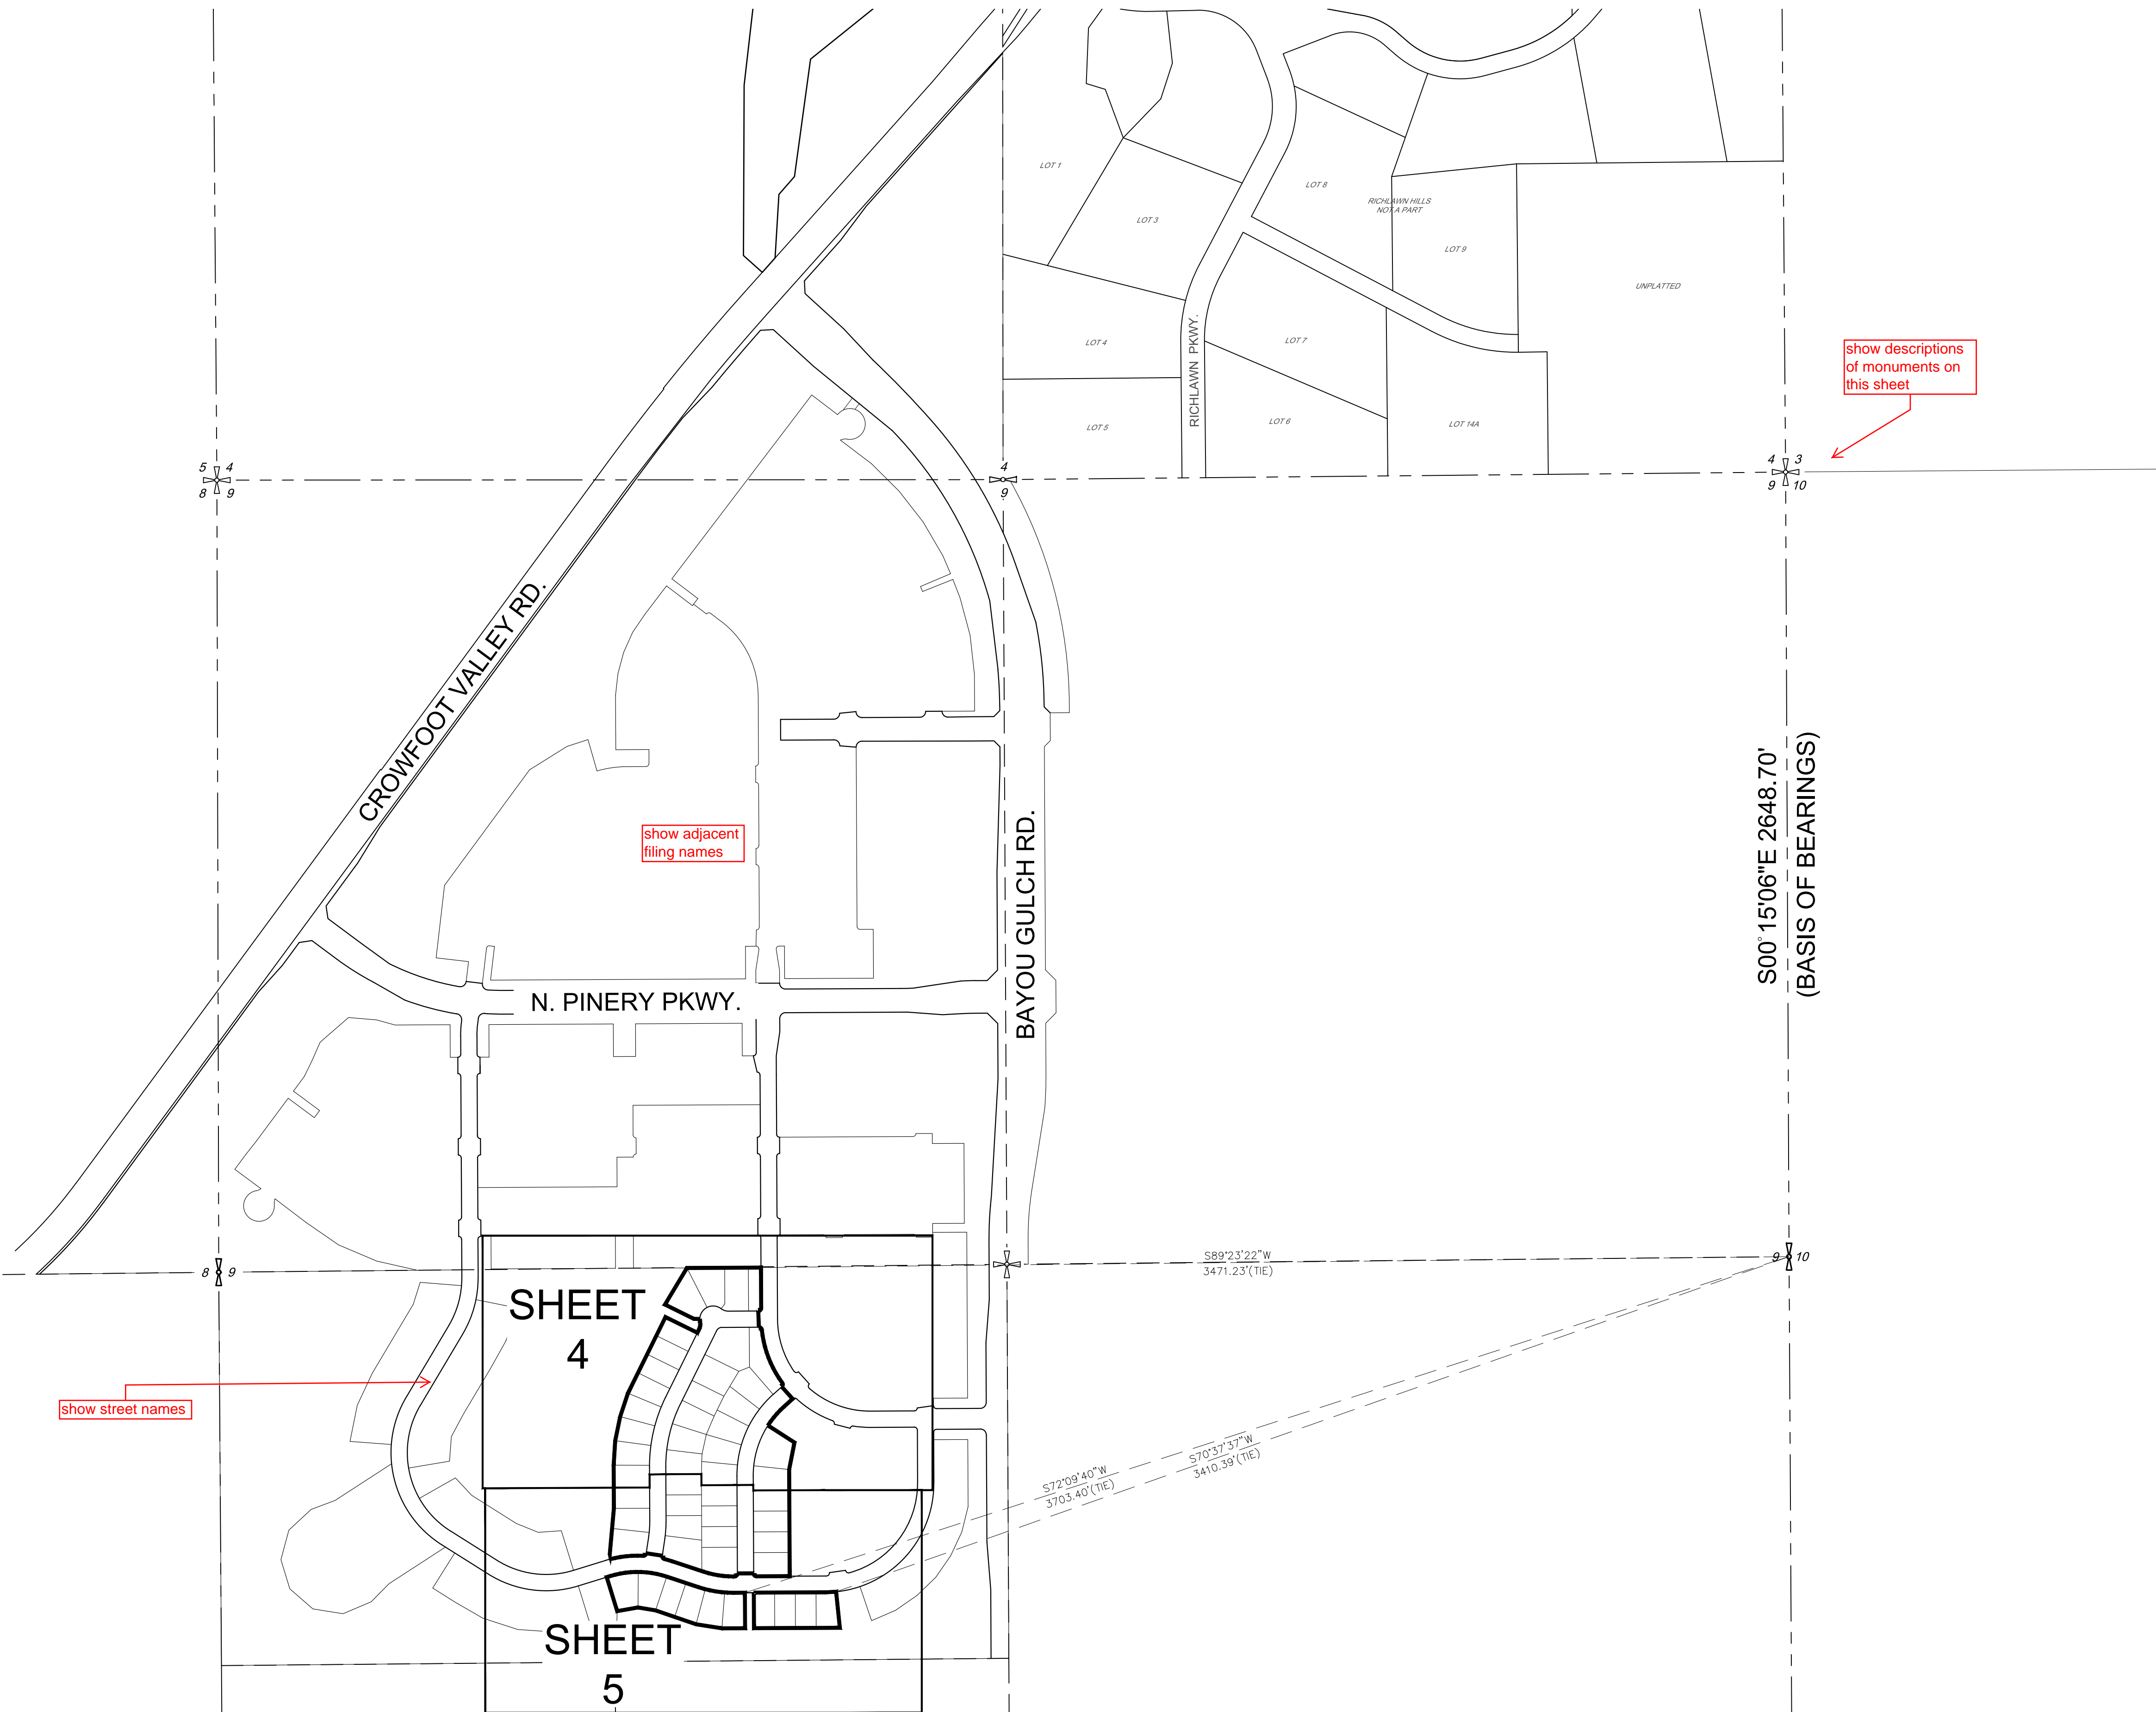 LOT 1
LOT 8
RICHLAWN HILLS
NOT A PART
LOT 3
LOT 9
UNPLATTED
LOT 4
RICHLAWN PKWY.
LOT 7
show descriptions
of monuments on
this sheet
LOT 5
LOT 6
LOT 14A
5 4
8 9
4
9
4 3
9 10
CROWFOOT VALLEY RD.
show adjacent
filing names
BAYOU GULCH RD.
S00°15'06"E 2648.70'
(BASIS OF BEARINGS)
N. PINERY PKWY.
8 9
S89°23'22"W
3471.23'(TIE)
9 10
SHEET
4
show street names
S72°09'40"W
3703.40'(TIE)
S70°37'37"W
3410.39'(TIE)
SHEET
5